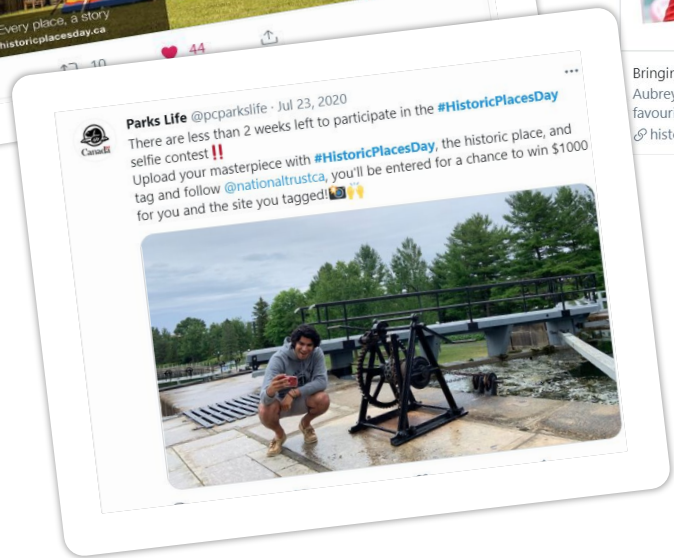 Every place, a story
historicplacesday.ca
10
44
Parks Life @pcparkslife · Jul 23, 2020
There are less than 2 weeks left to participate in the #HistoricPlacesDay
selfie contest‼️
Upload your masterpiece with #HistoricPlacesDay, the historic place, and
tag and follow @nationaltrustca, you'll be entered for a chance to win $1000
for you and the site you tagged!📸🙌
Canada
Aubrey